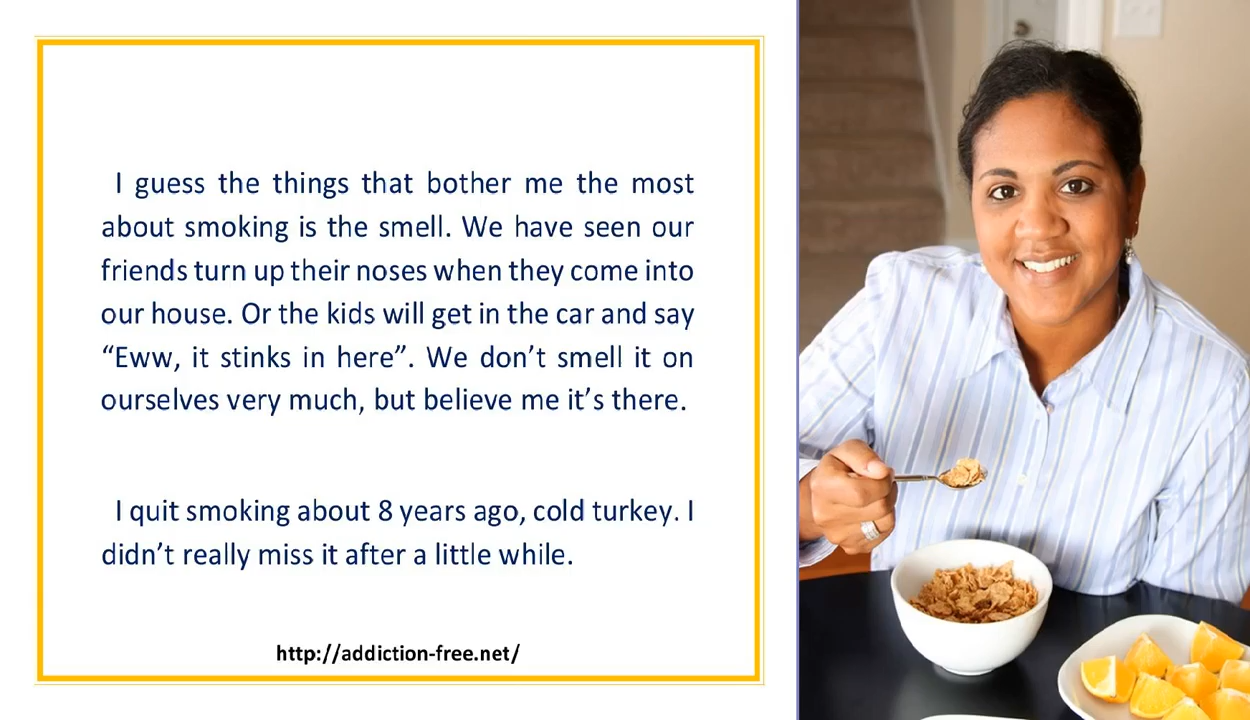 I guess the things that bother me the most
about smoking is the smell. We have seen our
friends turn up their noses when they come into
our house. Or the kids will get in the car and say
“Eww, it stinks in here”. We don’t smell it on
ourselves very much, but believe me it’s there.
I quit smoking about 8 years ago, cold turkey. I
didn’t really miss it after a little while.
http://addiction-free.net/